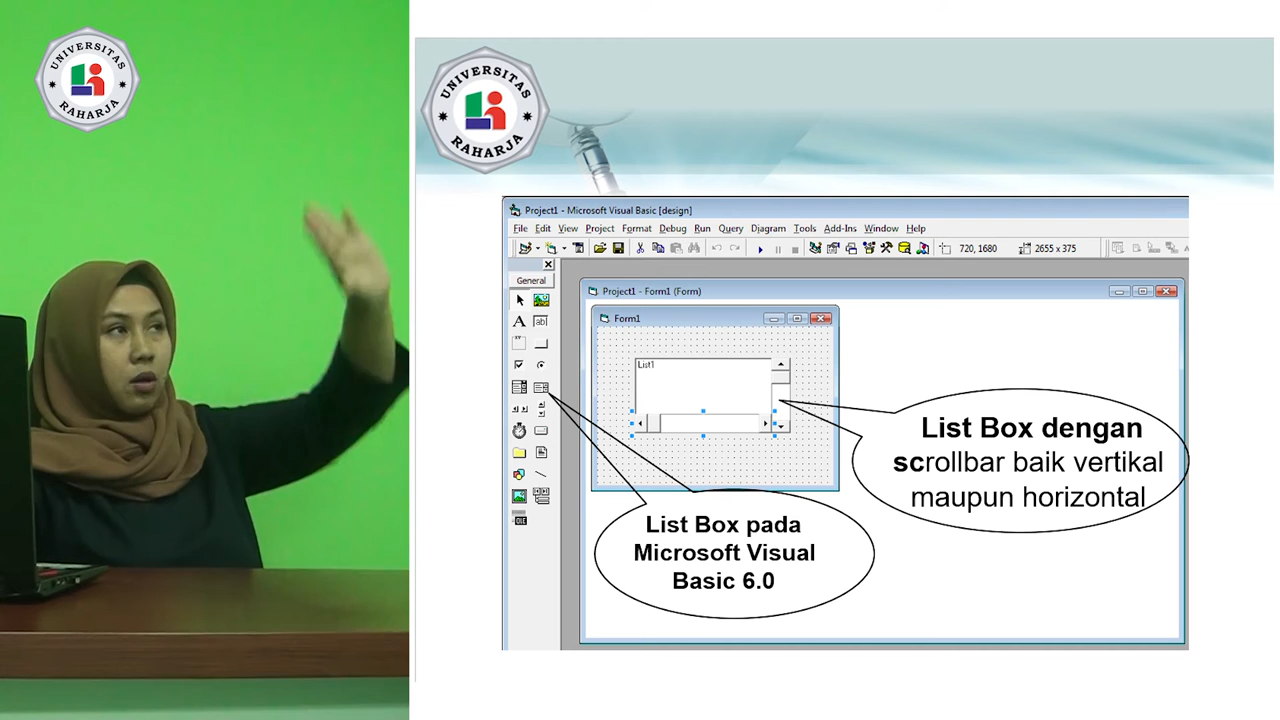 UNIVERSITAS
RAHARJA
UNIVERSITAS
RAHARJA
Project1 - Microsoft Visual Basic [design]
File Edit View Project Format Debug Run Query Diagram Tools Add-Ins Window Help
720, 1680 2655 x 375
General
Project1 - Form1 (Form)
Form1
A ab|
List1
OLE
List Box dengan
scrollbar baik vertikal
maupun horizontal
List Box pada
Microsoft Visual
Basic 6.0